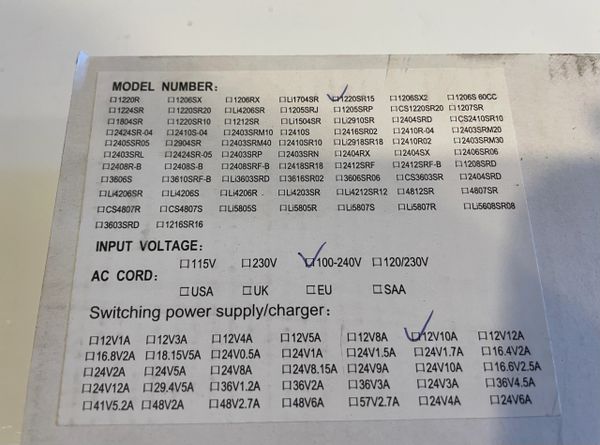 MODEL NUMBER:
☐1220R ☐1206SX ☐1206RX ☐Li1704SR ☐1220SR15 ☐1206SX2 ☐1206S 60CC
☐1224SR ☐1220SR20 ☐Li4206SR ☐1205SRJ ☐1205SRP ☐CS1220SR20 ☐1207SR
☐1804SR ☐1220SR10 ☐1212SR ☐Li1504SR ☐Li2910SR ☐2404SRD ☐CS2410SR10
☐2424SR-04 ☐2410S-04 ☐2403SRM10 ☐2410S ☐2416SR02 ☐2410R-04 ☐2403SRM20
☐2405SR05 ☐2904SR ☐2403SRM40 ☐2410SR10 ☐Li2918SR18 ☐2410R02 ☐2403SRM30
☐2403SRL ☐2424SR-05 ☐2403SRP ☐2403SRN ☐2404RX ☐2404SX ☐2406SR06
☐2408R-B ☐2408SRF-B ☐2408SRF-B ☐2418SR18 ☐2412SRF ☐2412SRF-B ☐1208SRD
☐3606S ☐3610SRF-B ☐Li3603SRD ☐3616SR02 ☐3606SR06 ☐CS3603SR ☐2404SRD
☐Li4206SR ☐Li4206S ☐Li4206R ☐Li4203SR ☐Li4212SR12 ☐4812SR ☐4807SR
☐CS4807R ☐CS4807S ☐Li5805S ☐Li5805R ☐Li5807S ☐Li5807R ☐Li5608SR08
☐3603SRD ☐1216SR16
INPUT VOLTAGE:
☐115V ☐230V ☐100-240V ☐120/230V
AC CORD:
☐USA ☐UK ☐EU ☐SAA
Switching power supply/charger:
☐12V1A ☐12V3A ☐12V4A ☐12V5A ☐12V8A ☐12V10A ☐12V12A
☐16.8V2A ☐18.15V5A ☐24V0.5A ☐24V1A ☐24V1.5A ☐24V1.7A ☐16.4V2A
☐24V2A ☐24V5A ☐24V8A ☐24V8.15A ☐24V9A ☐24V10A ☐16.6V2.5A
☐24V12A ☐29.4V5A ☐36V1.2A ☐36V2A ☐36V3A ☐24V3A ☐36V4.5A
☐41V5.2A ☐48V2A ☐48V2.7A ☐48V6A ☐57V2.7A ☐24V4A ☐24V6A